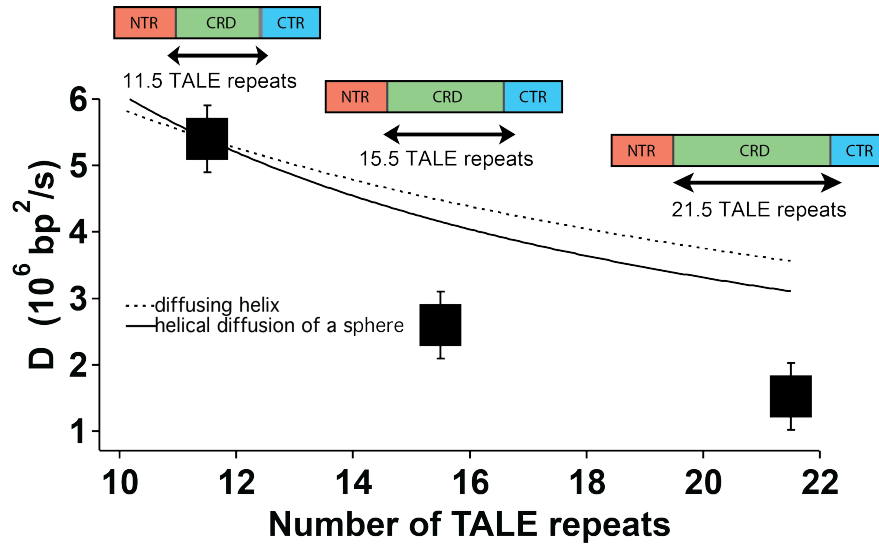 NTR CRD CTR
11.5 TALE repeats
NTR CRD CTR
15.5 TALE repeats
NTR CRD CTR
21.5 TALE repeats
D (10^6 bp^2/s)
6
5
4
3
2
1
diffusing helix
helical diffusion of a sphere
10 12 14 16 18 20 22
Number of TALE repeats